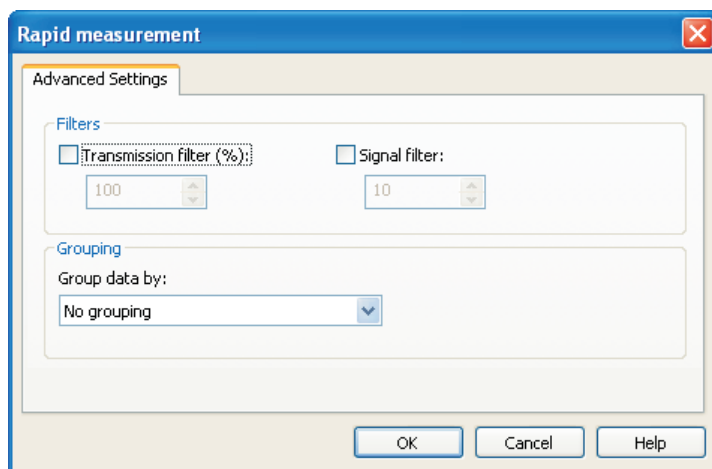 Rapid measurement
Advanced Settings
Filters
Transmission filter (%): Signal filter:
100 10
Grouping
Group data by:
No grouping
OK Cancel Help